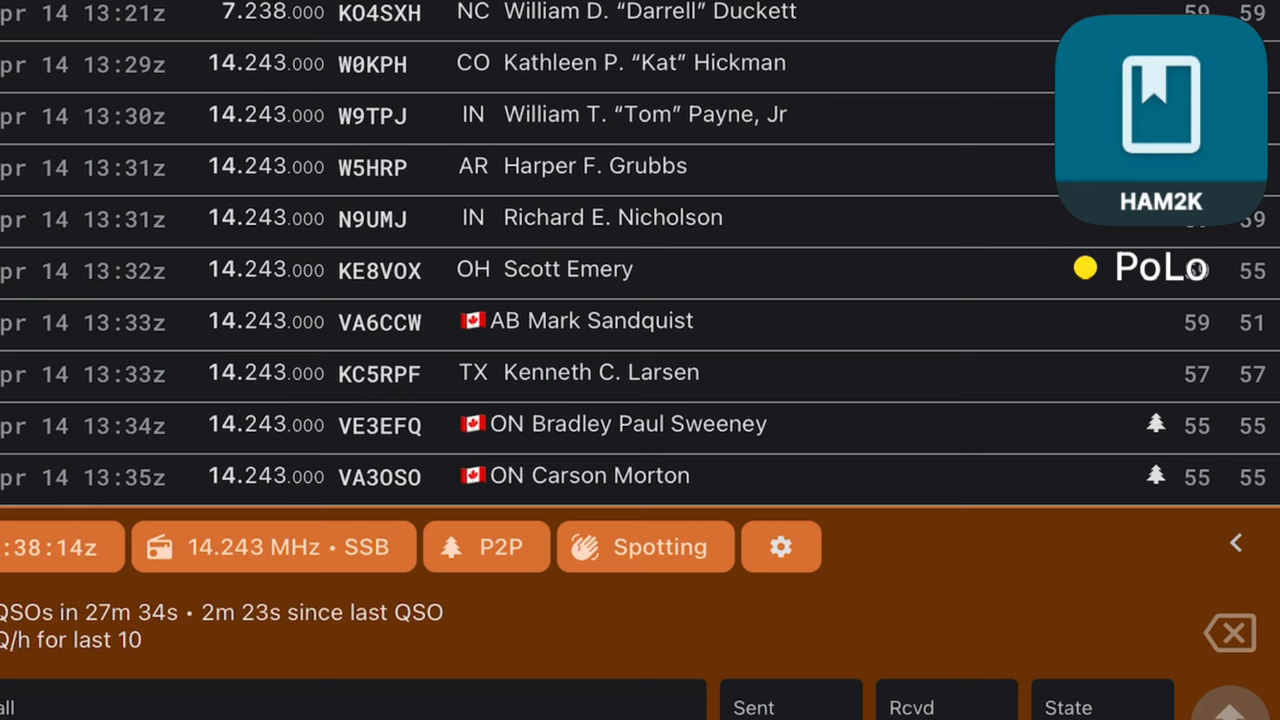 pr 14 13:21z 7.238.000 KO4SXH NC William D. “Darrell” Duckett 59 59
pr 14 13:29z 14.243.000 W0KPH CO Kathleen P. “Kat” Hickman
pr 14 13:30z 14.243.000 W9TPJ IN William T. “Tom” Payne, Jr
pr 14 13:31z 14.243.000 W5HRP AR Harper F. Grubbs
HAM2K
pr 14 13:31z 14.243.000 N9UMJ IN Richard E. Nicholson 59
pr 14 13:32z 14.243.000 KE8VOX OH Scott Emery 55
PoLo
pr 14 13:33z 14.243.000 VA6CCW AB Mark Sandquist 59 51
pr 14 13:33z 14.243.000 KC5RPF TX Kenneth C. Larsen 57 57
pr 14 13:34z 14.243.000 VE3EFQ ON Bradley Paul Sweeney 55 55
pr 14 13:35z 14.243.000 VA3OSO ON Carson Morton 55 55
:38:14z 14.243 MHz • SSB P2P Spotting
QSOs in 27m 34s • 2m 23s since last QSO
Q/h for last 10
all Sent Rcvd State